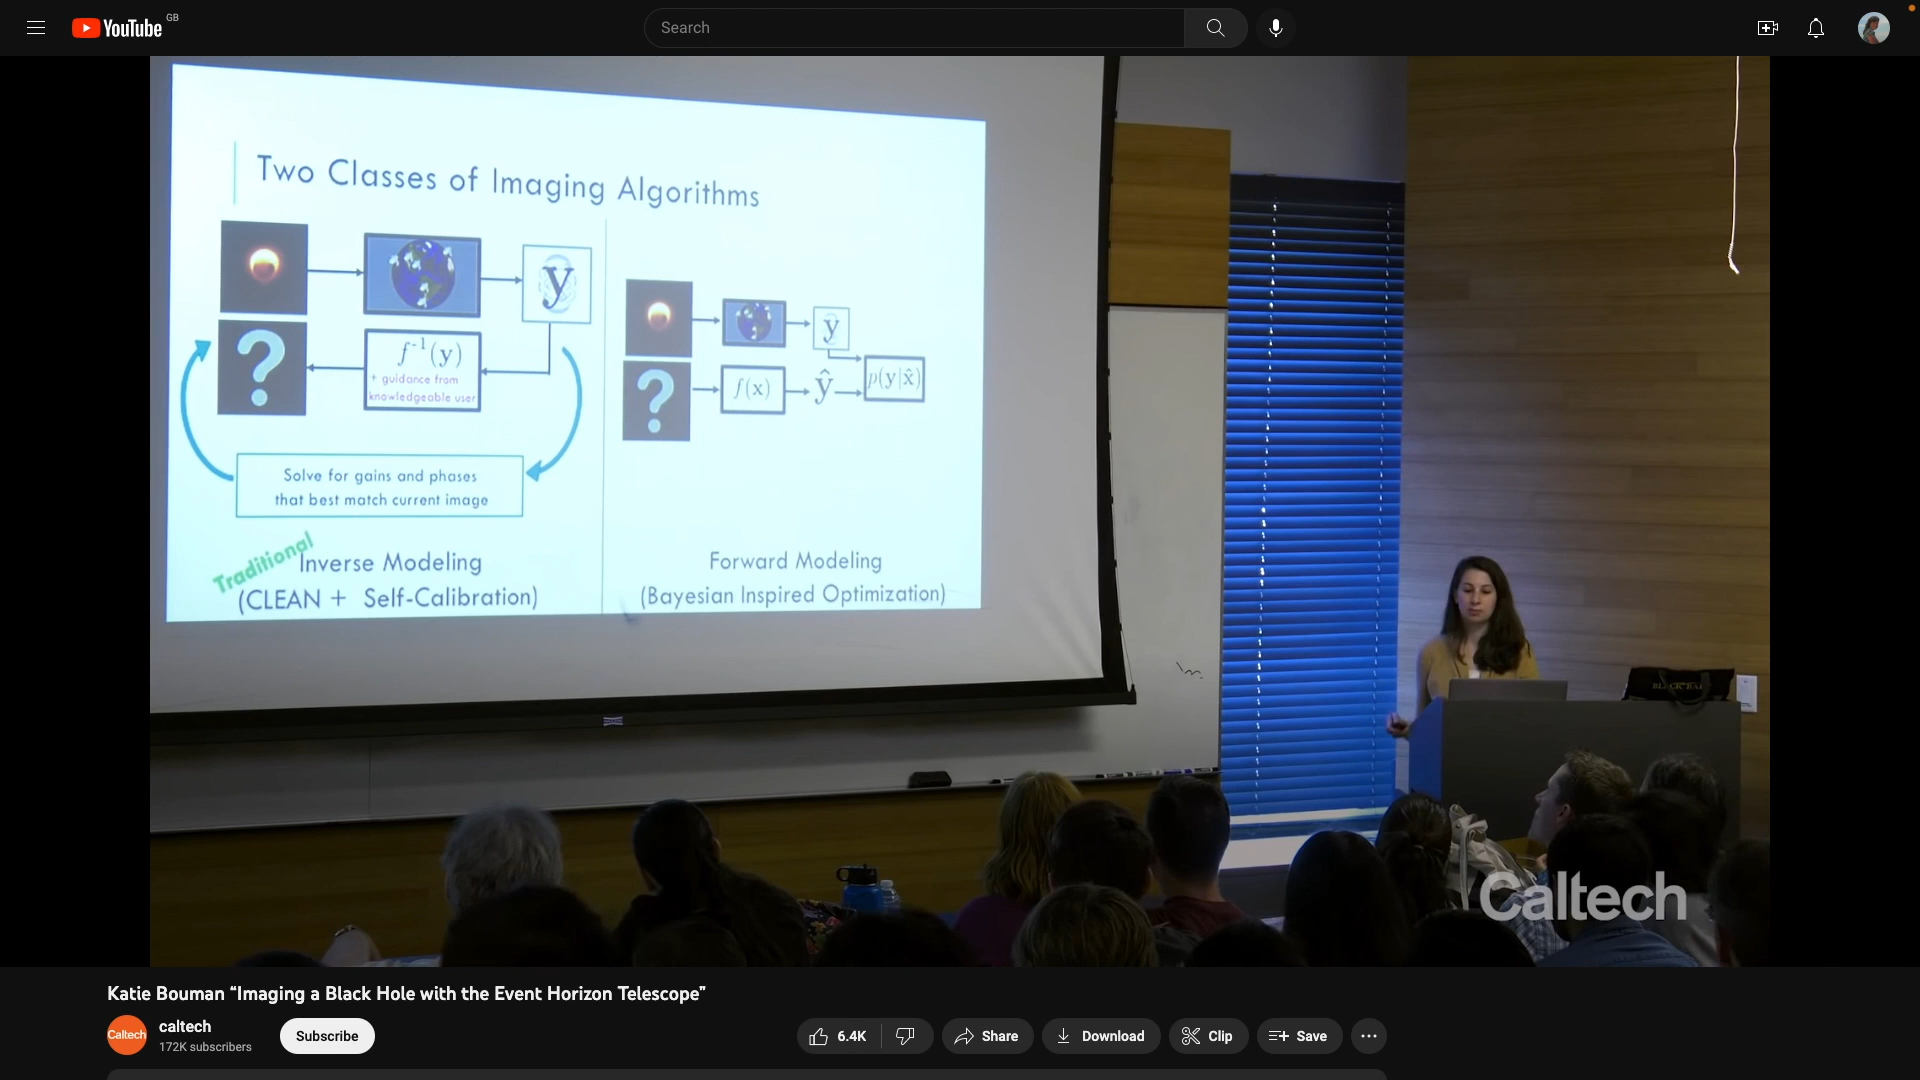 YouTube GB
Search
Two Classes of Imaging Algorithms
y
f⁻¹(y)
+ guidance from
knowledgeable user
?
Solve for gains and phases
that best match current image
Traditional
Inverse Modeling
(CLEAN + Self-Calibration)
y
?
f(x)
ŷ
p(y|x̂)
Forward Modeling
(Bayesian Inspired Optimization)
Caltech
Katie Bouman “Imaging a Black Hole with the Event Horizon Telescope”
Caltech
caltech
172K subscribers
Subscribe
6.4K
Share
Download
Clip
Save